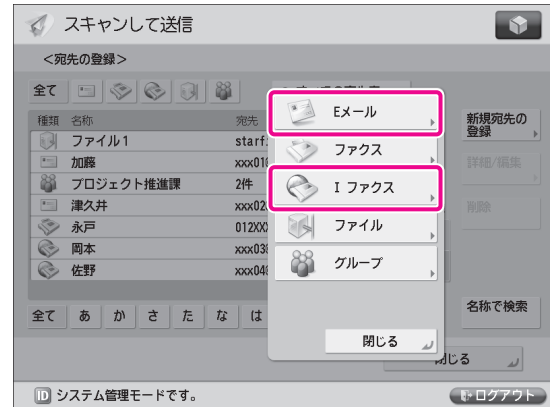 スキャンして送信
<宛先の登録>
全て
種類 名称 宛先
ファイル1 starf
加藤 xxx01
プロジェクト推進課 2件
津久井 xxx02
永戸 012XX
岡本 xxx03
佐野 xxx04
全て あ か さ た な は
Eメール
ファクス
I ファクス
ファイル
グループ
閉じる
新規宛先の
登録
詳細/編集
削除
名称で検索
閉じる
ID システム管理モードです。
ログアウト